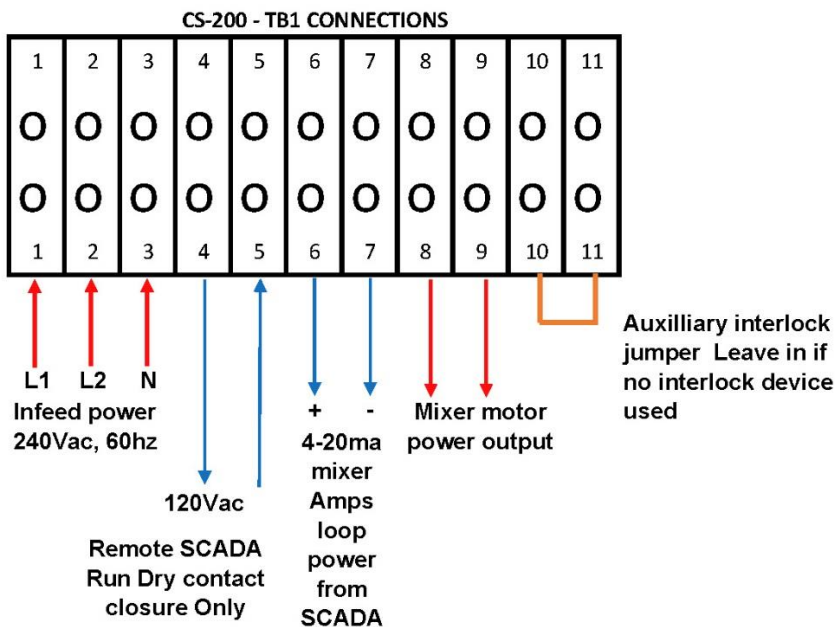 CS-200 - TB1 CONNECTIONS
1 2 3 4 5 6 7 8 9 10 11
O O O O O O O O O O O
O O O O O O O O O O O
1 2 3 4 5 6 7 8 9 10 11
L1 L2 N
Infeed power
240Vac, 60hz
120Vac
Remote SCADA
Run Dry contact
closure Only
+ -
4-20ma
mixer
Amps
loop
power
from
SCADA
Mixer motor
power output
Auxilliary interlock
jumper Leave in if
no interlock device
used